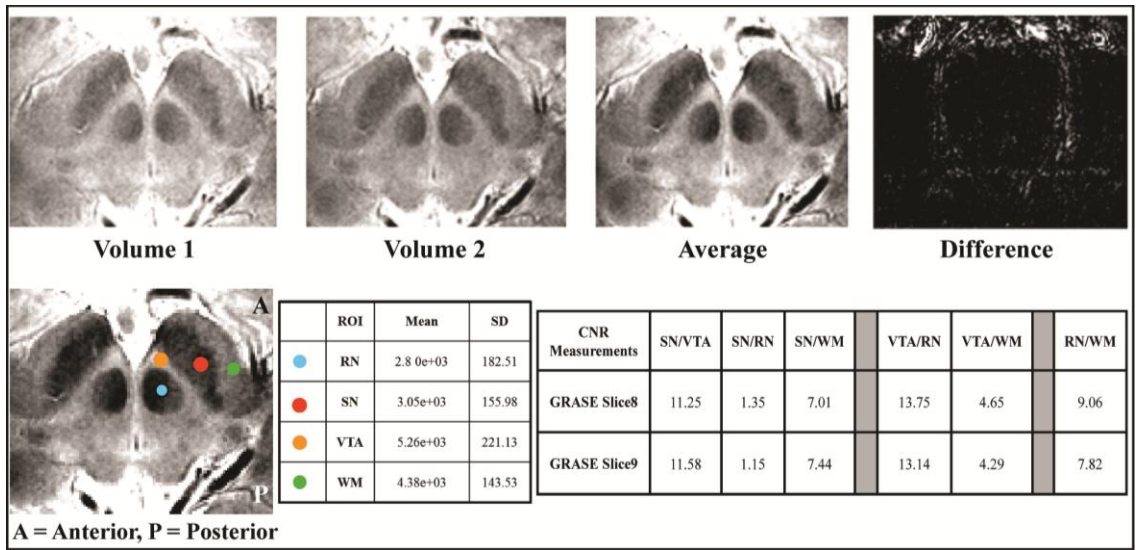 Volume 1 Volume 2 Average Difference
A
P
A = Anterior, P = Posterior
ROI Mean SD
RN 2.8 0e+03 182.51
SN 3.05e+03 155.98
VTA 5.26e+03 221.13
WM 4.38e+03 143.53
CNR Measurements SN/VTA SN/RN SN/WM VTA/RN VTA/WM RN/WM
GRASE Slice8 11.25 1.35 7.01 13.75 4.65 9.06
GRASE Slice9 11.58 1.15 7.44 13.14 4.29 7.82